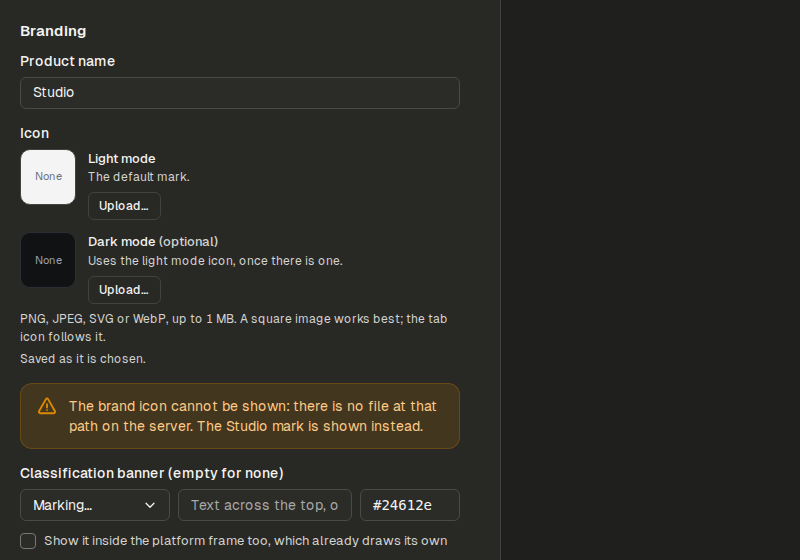 Branding
Product name
Studio
Icon
None
Light mode
The default mark.
Upload…
None
Dark mode (optional)
Uses the light mode icon, once there is one.
Upload…
PNG, JPEG, SVG or WebP, up to 1 MB. A square image works best; the tab
icon follows it.
Saved as it is chosen.
The brand icon cannot be shown: there is no file at that
path on the server. The Studio mark is shown instead.
Classification banner (empty for none)
Marking… Text across the top, o #24612e
Show it inside the platform frame too, which already draws its own